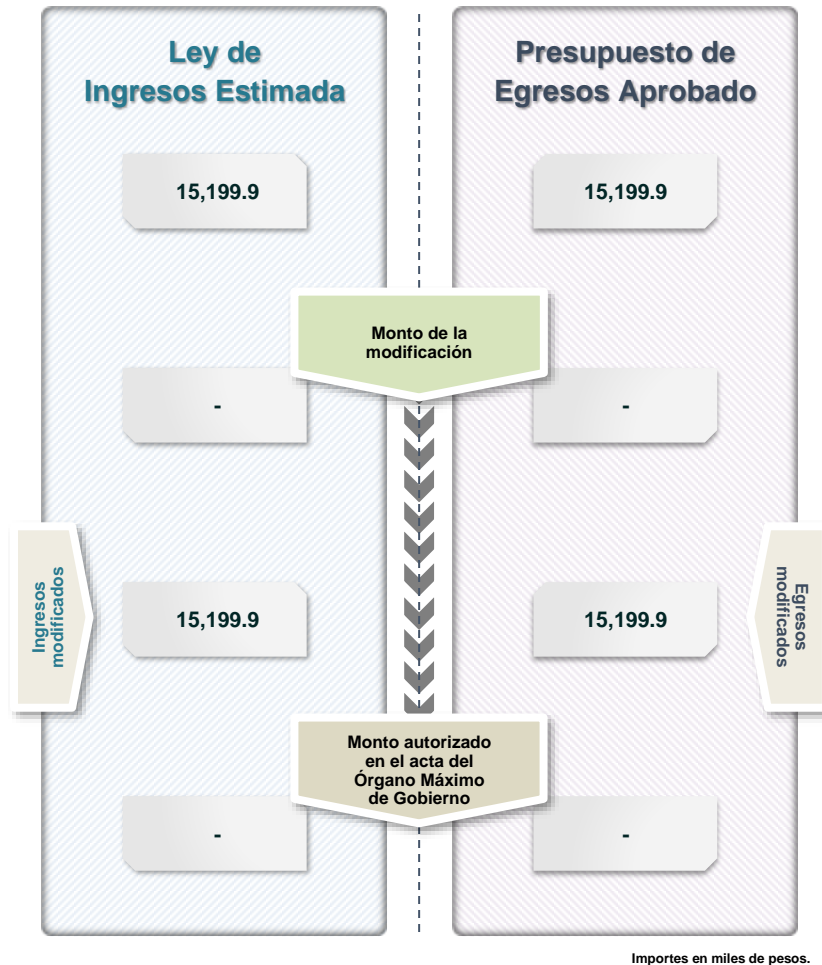 Ley de
Ingresos Estimada
Presupuesto de
Egresos Aprobado
15,199.9
15,199.9
Monto de la
modificación
-
-
Ingresos
modificados
15,199.9
15,199.9
Egresos
modificados
Monto autorizado
en el acta del
Órgano Máximo
de Gobierno
-
-
Importes en miles de pesos.